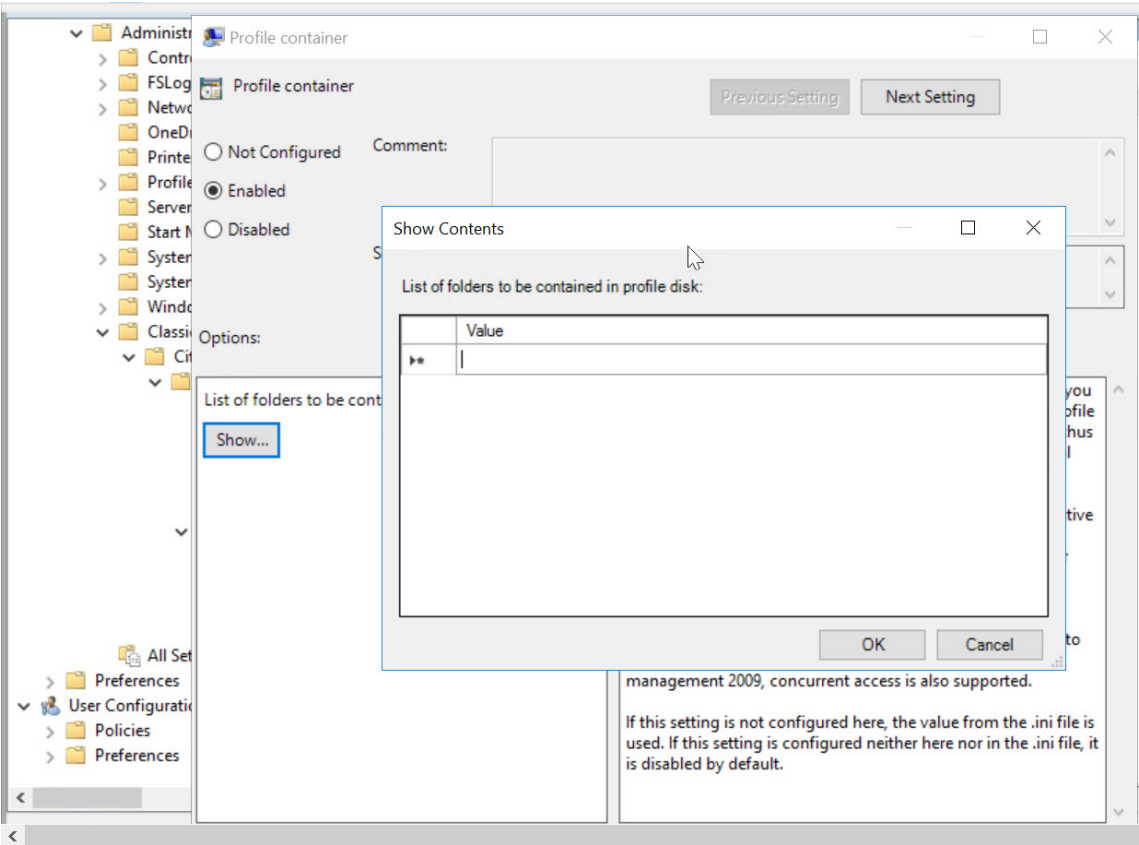 Administr
Contr
FSLog
Netwo
OneDr
Printe
Profile
Server
Start M
System
System
Windo
Classi
Cit
All Set
Preferences
User Configuratio
Policies
Preferences
Profile container
Profile container
Previous Setting
Next Setting
Not Configured
Enabled
Disabled
Comment:
S
Options:
List of folders to be cont
Show...
Show Contents
List of folders to be contained in profile disk:
Value
OK
Cancel
you
ofile
hus
l
tive
to
management 2009, concurrent access is also supported.
If this setting is not configured here, the value from the .ini file is
used. If this setting is configured neither here nor in the .ini file, it
is disabled by default.